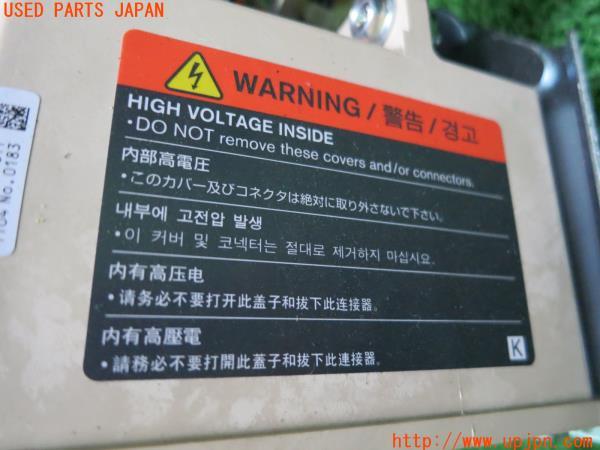 USED PARTS JAPAN
WARNING / 警告 / 경고
HIGH VOLTAGE INSIDE
・DO NOT remove these covers and/or connectors.
内部高電圧
・このカバー及びコネクタは絶対に取り外さないで下さい。
내부에 고전압 발생
・이 커버 및 코넥터는 절대로 제거하지 마십시요.
内有高压电
・请务必不要打开此盖子和拔下此连接器。
内有高壓電
・請務必不要打開此蓋子和拔下此連接器。
K
No.0183
http://www.upjpn.com